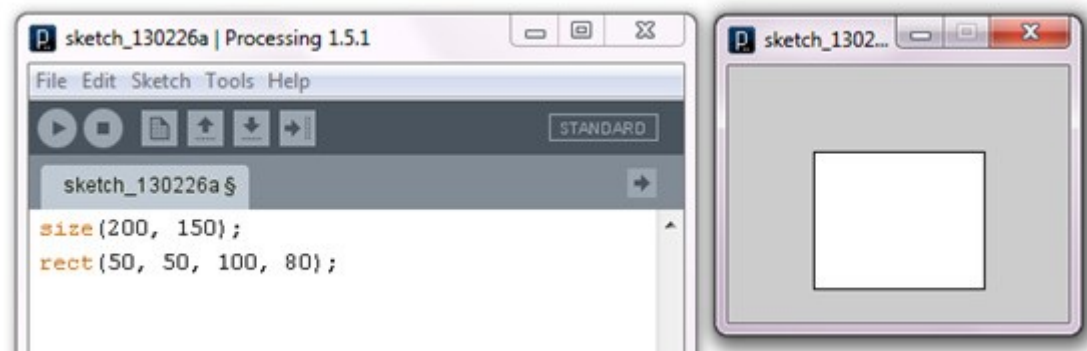 sketch_130226a | Processing 1.5.1
File Edit Sketch Tools Help
STANDARD
sketch_130226a §
size(200, 150);
rect(50, 50, 100, 80);
sketch_1302...